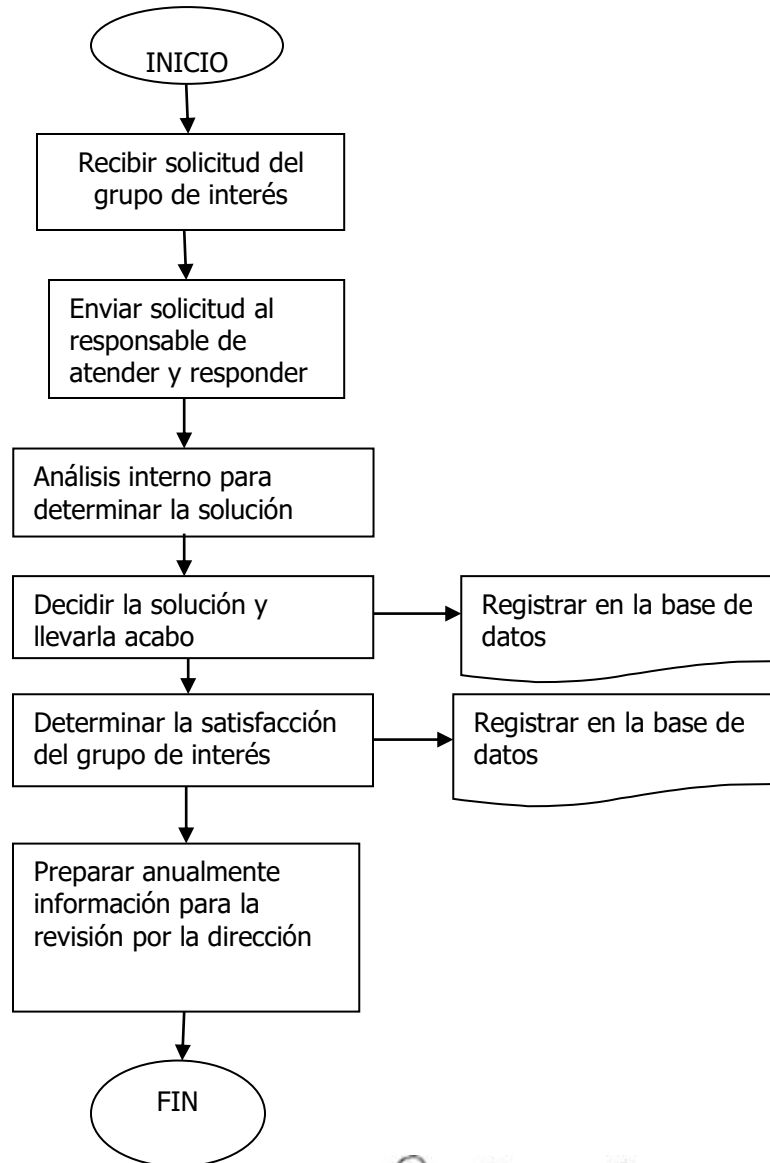 INICIO
Recibir solicitud del
grupo de interés
Enviar solicitud al
responsable de
atender y responder
Análisis interno para
determinar la solución
Decidir la solución y
llevarla acabo
Registrar en la base de
datos
Determinar la satisfacción
del grupo de interés
Registrar en la base de
datos
Preparar anualmente
información para la
revisión por la dirección
FIN